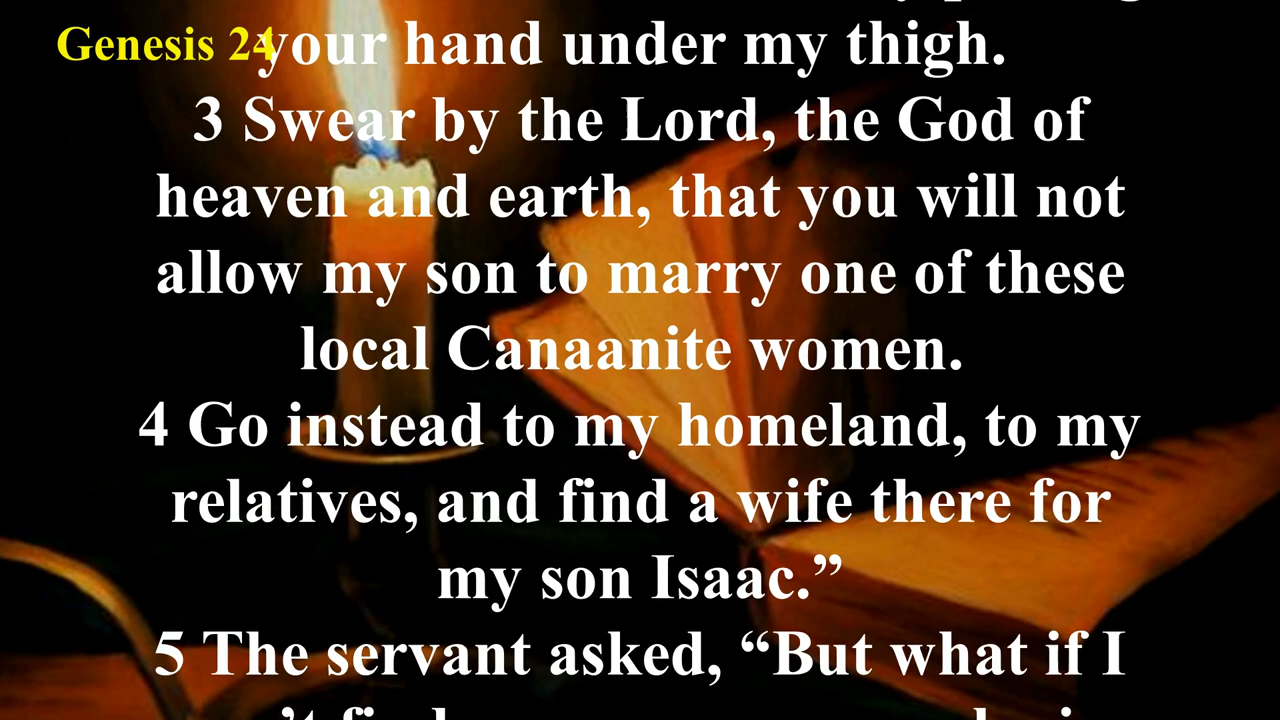 Genesis 24
your hand under my thigh.
3 Swear by the Lord, the God of
heaven and earth, that you will not
allow my son to marry one of these
local Canaanite women.
4 Go instead to my homeland, to my
relatives, and find a wife there for
my son Isaac.”
5 The servant asked, “But what if I